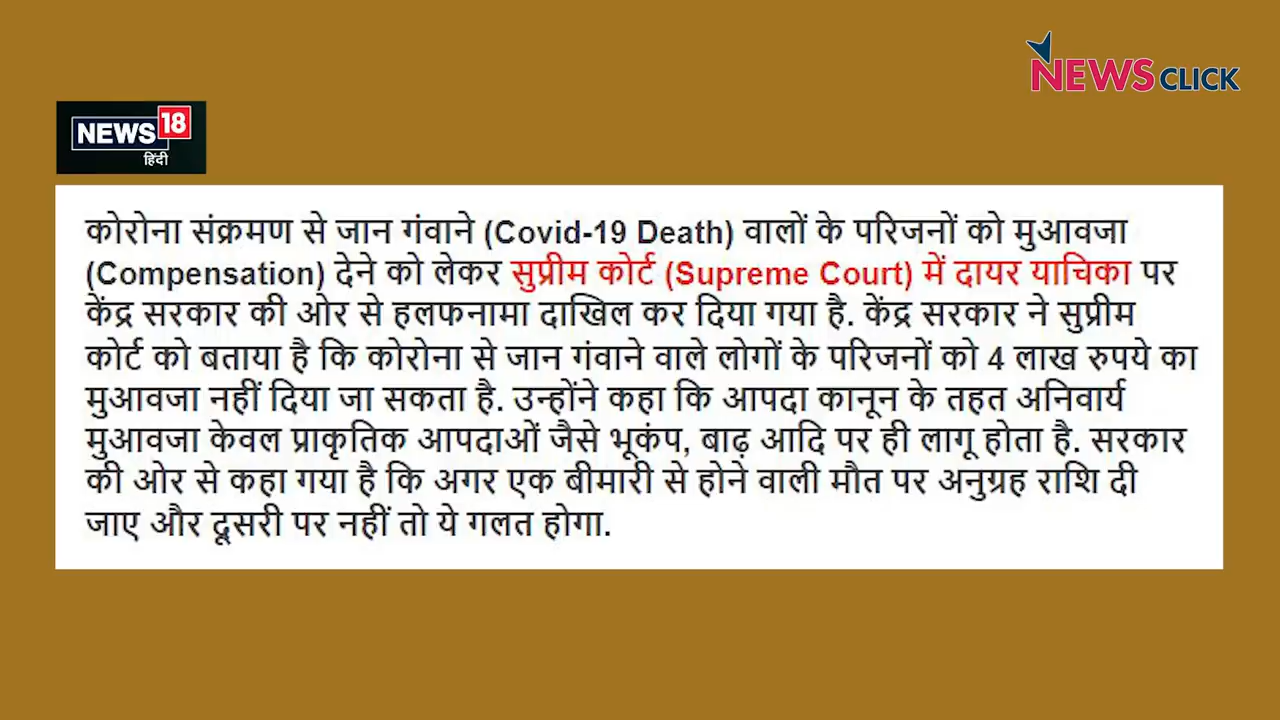 NEWSCLICK
NEWS18
हिंदी
कोरोना संक्रमण से जान गंवाने (Covid-19 Death) वालों के परिजनों को मुआवजा
(Compensation) देने को लेकर सुप्रीम कोर्ट (Supreme Court) में दायर याचिका पर
केंद्र सरकार की ओर से हलफनामा दाखिल कर दिया गया है. केंद्र सरकार ने सुप्रीम
कोर्ट को बताया है कि कोरोना से जान गंवाने वाले लोगों के परिजनों को 4 लाख रुपये का
मुआवजा नहीं दिया जा सकता है. उन्होंने कहा कि आपदा कानून के तहत अनिवार्य
मुआवजा केवल प्राकृतिक आपदाओं जैसे भूकंप, बाढ़ आदि पर ही लागू होता है. सरकार
की ओर से कहा गया है कि अगर एक बीमारी से होने वाली मौत पर अनुग्रह राशि दी
जाए और दूसरी पर नहीं तो ये गलत होगा.